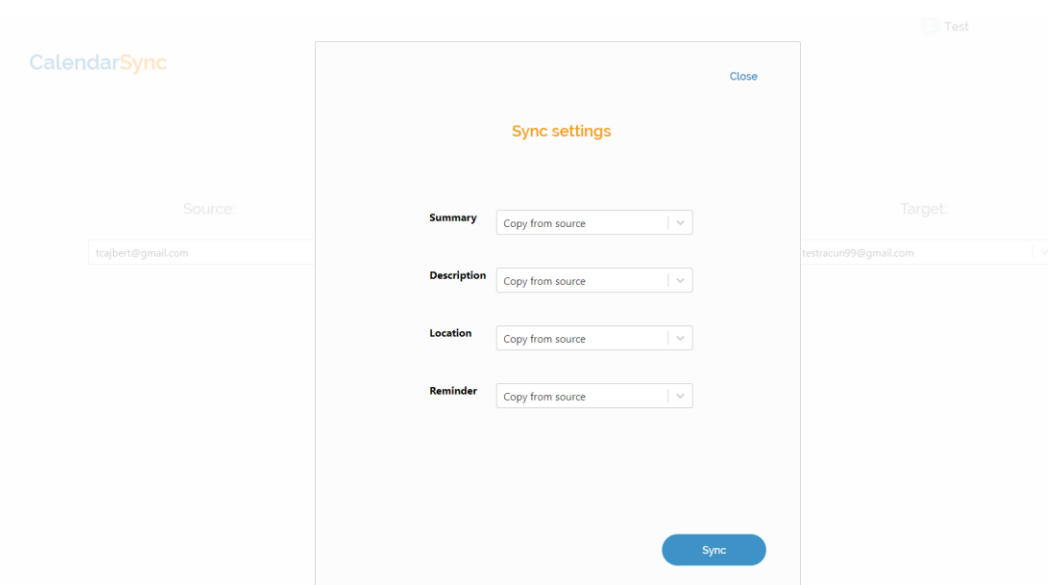 Test
CalendarSync
Close
Sync settings
Source:
Target:
Summary
Copy from source
tcajbert@gmail.com
testracun99@gmail.com
Description
Copy from source
Location
Copy from source
Reminder
Copy from source
Sync